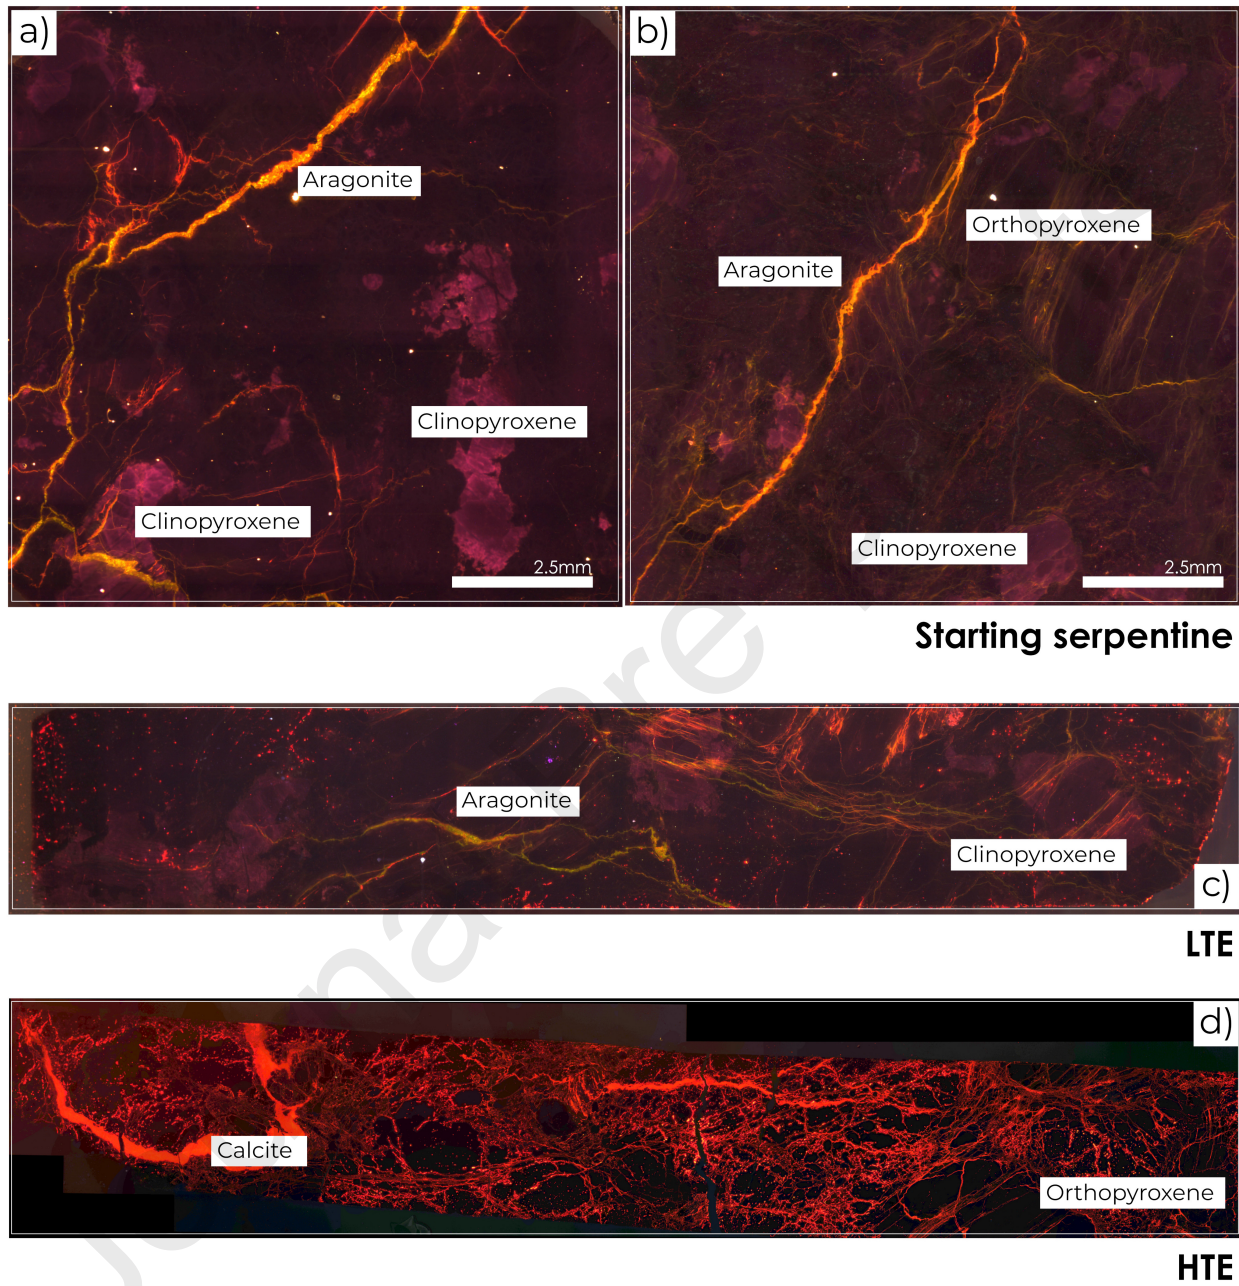 a)
b)
Aragonite
Orthopyroxene
Aragonite
Clinopyroxene
Clinopyroxene
Clinopyroxene
2.5mm
2.5mm
Starting serpentine
Aragonite
Clinopyroxene
c)
LTE
d)
Calcite
Orthopyroxene
HTE